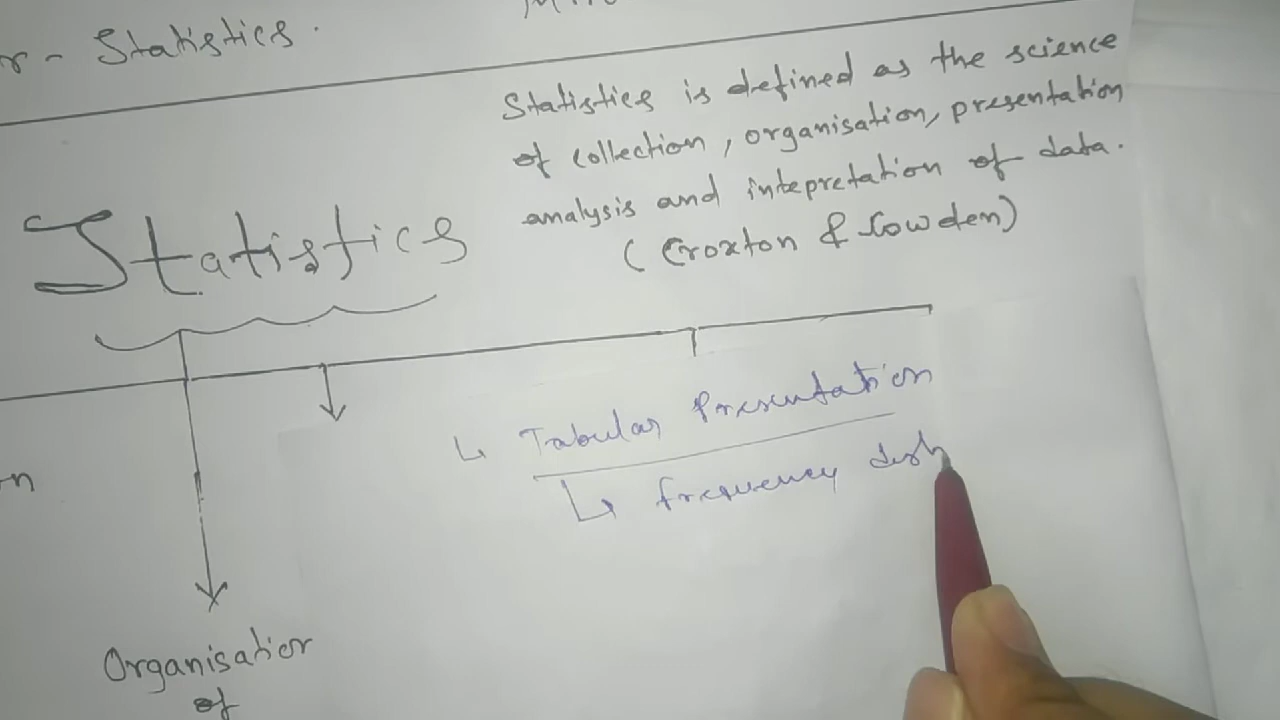 - Statistics.
Statistics is defined as the science
of collection, organisation, presentation
analysis and intepretation of data.
(Croxton & Cowden)
Statistics
↳ Tabular Presentation
↳ frequency
Organisation
of